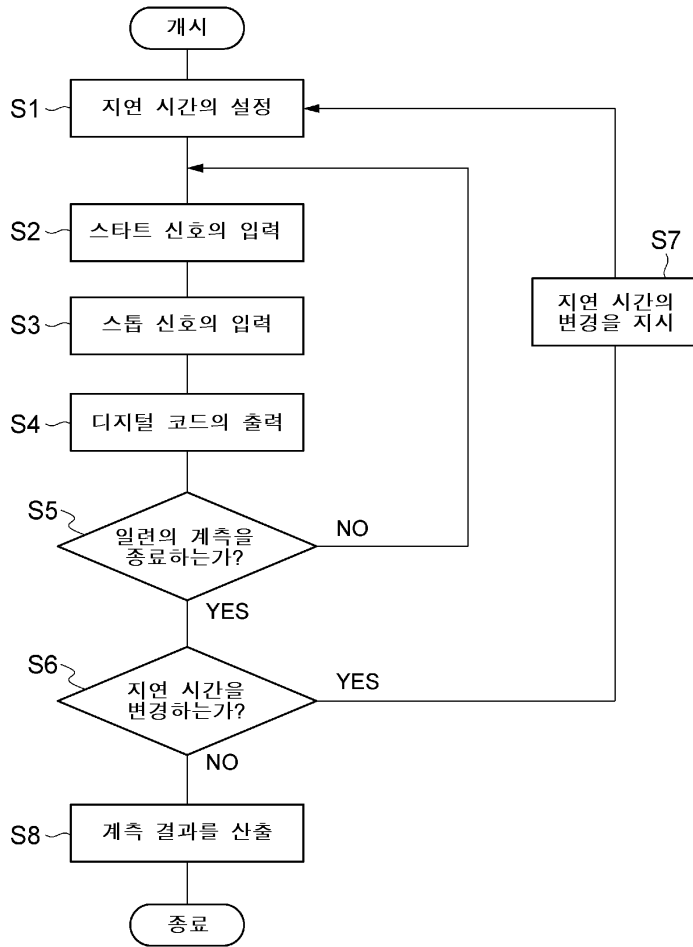 개시
S1
지연 시간의 설정
S2
스타트 신호의 입력
S3
스톱 신호의 입력
S4
디지털 코드의 출력
S5
일련의 계측을
종료하는가?
NO
YES
S6
지연 시간을
변경하는가?
YES
NO
S7
지연 시간의
변경을 지시
S8
계측 결과를 산출
종료